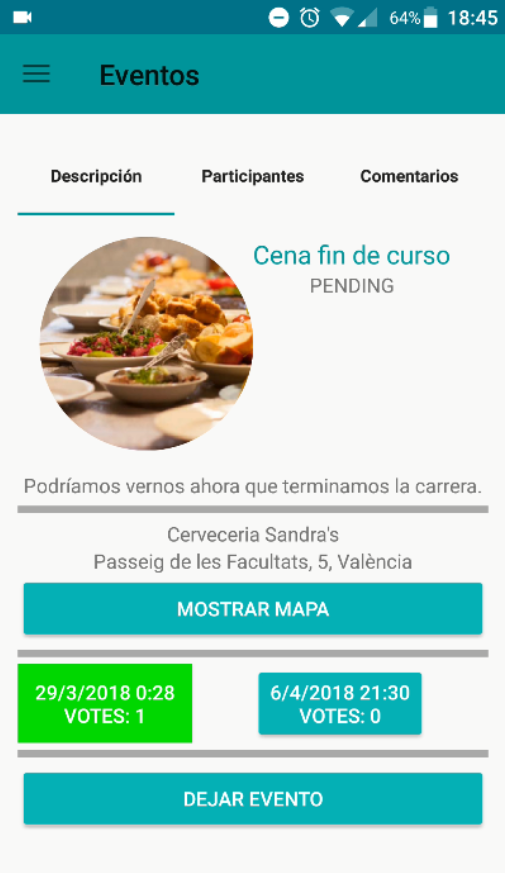 64% 18:45
Eventos
Descripción Participantes Comentarios
Cena fin de curso
PENDING
Podríamos vernos ahora que terminamos la carrera.
Cerveceria Sandra's
Passeig de les Facultats, 5, València
MOSTRAR MAPA
29/3/2018 0:28
VOTES: 1
6/4/2018 21:30
VOTES: 0
DEJAR EVENTO